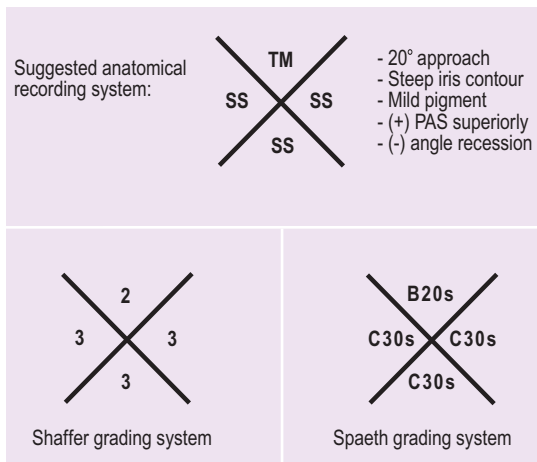 Suggested anatomical
recording system:
TM
SS SS
SS
- 20° approach
- Steep iris contour
- Mild pigment
- (+) PAS superiorly
- (-) angle recession
2
3 3
3
Shaffer grading system
B20s
C30s C30s
C30s
Spaeth grading system